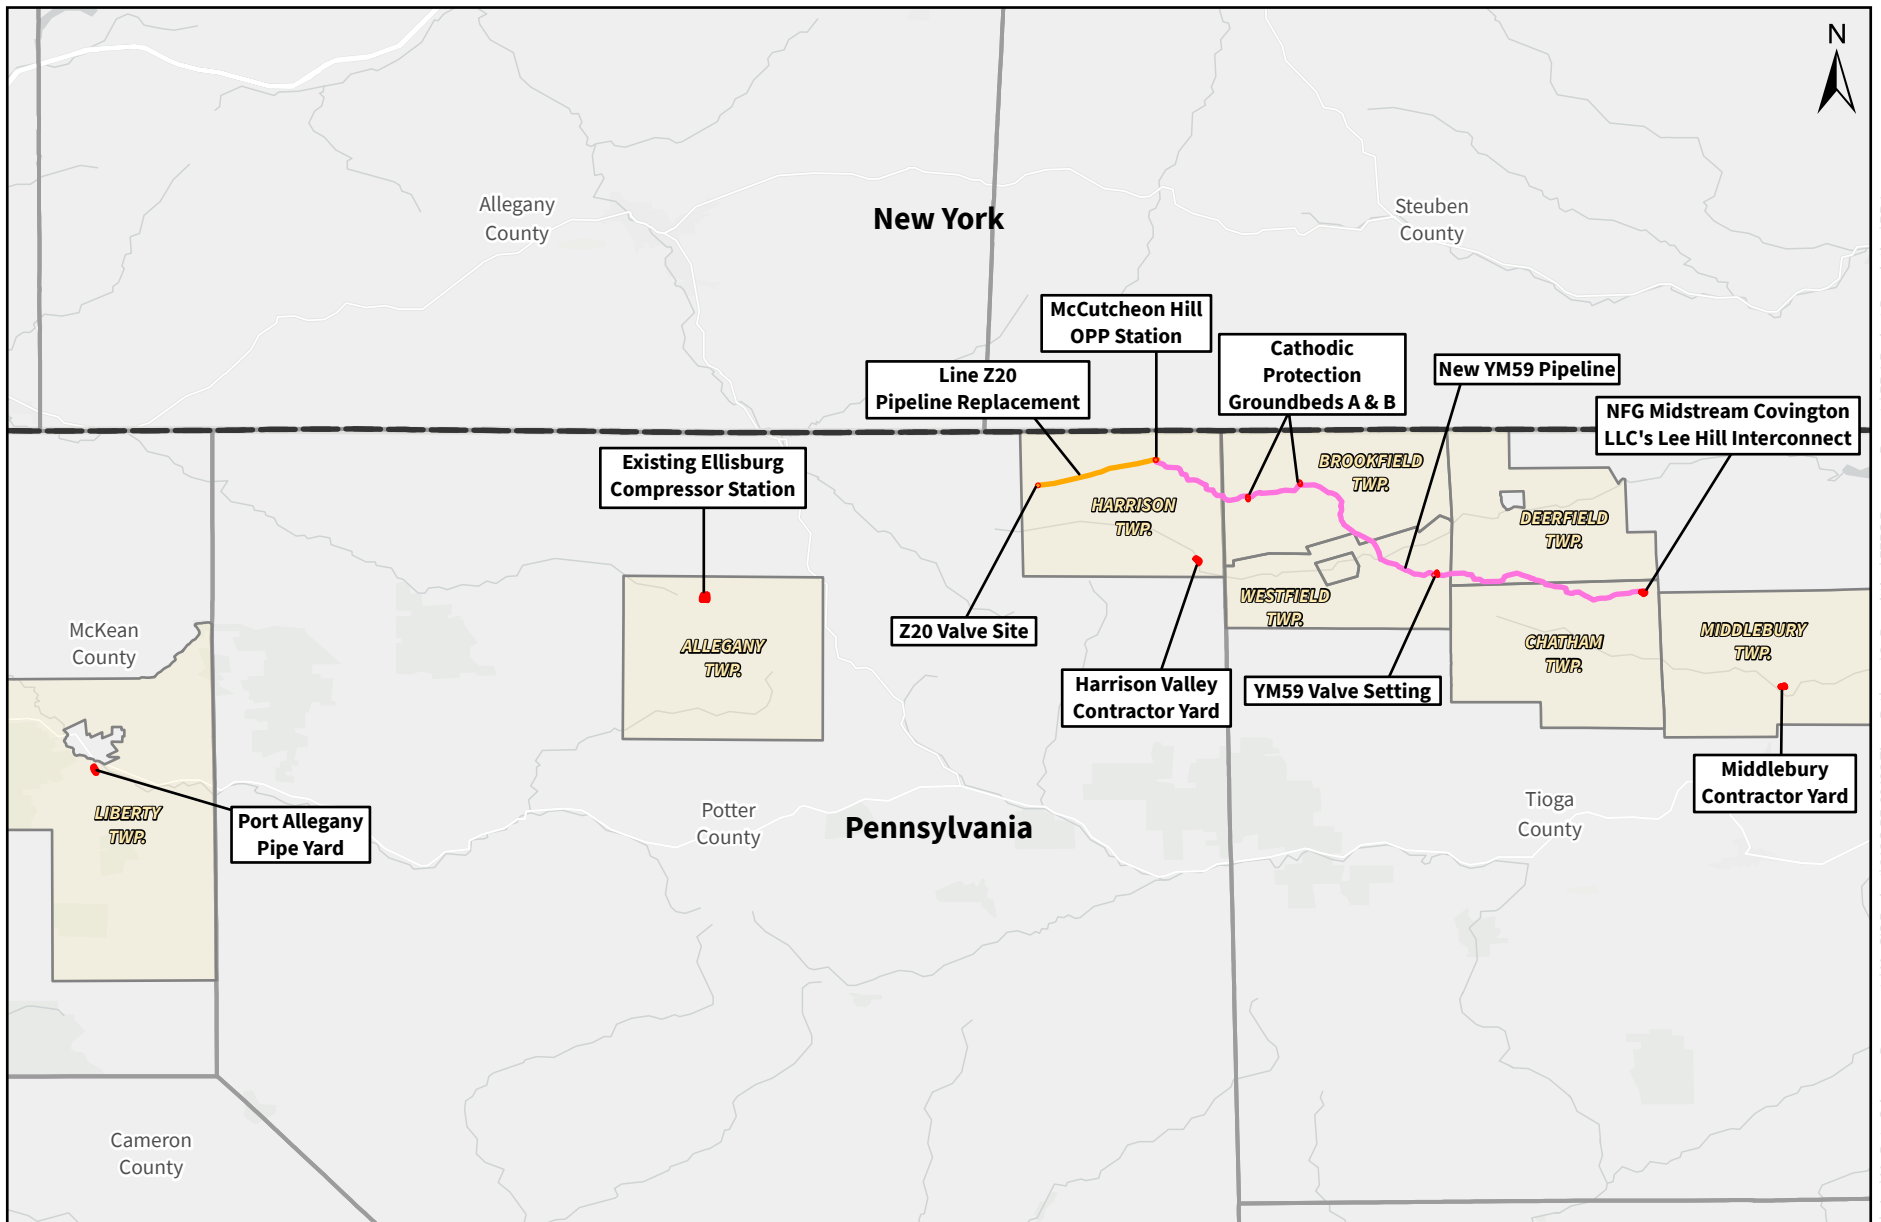 N
Allegany
County
New York
Steuben
County
McCutcheon Hill
OPP Station
Cathodic
Protection
Groundbeds A & B
Line Z20
Pipeline Replacement
New YM59 Pipeline
NFG Midstream Covington
LLC's Lee Hill Interconnect
Existing Ellisburg
Compressor Station
BROOKFIELD
TWP.
HARRISON
TWP.
DEERFIELD
TWP.
WESTFIELD
TWP.
Z20 Valve Site
McKean
County
ALLEGANY
TWP.
CHATHAM
TWP.
MIDDLEBURY
TWP.
Harrison Valley
Contractor Yard
YM59 Valve Setting
Middlebury
Contractor Yard
LIBERTY
TWP.
Port Allegany
Pipe Yard
Potter
County
Pennsylvania
Tioga
County
Cameron
County